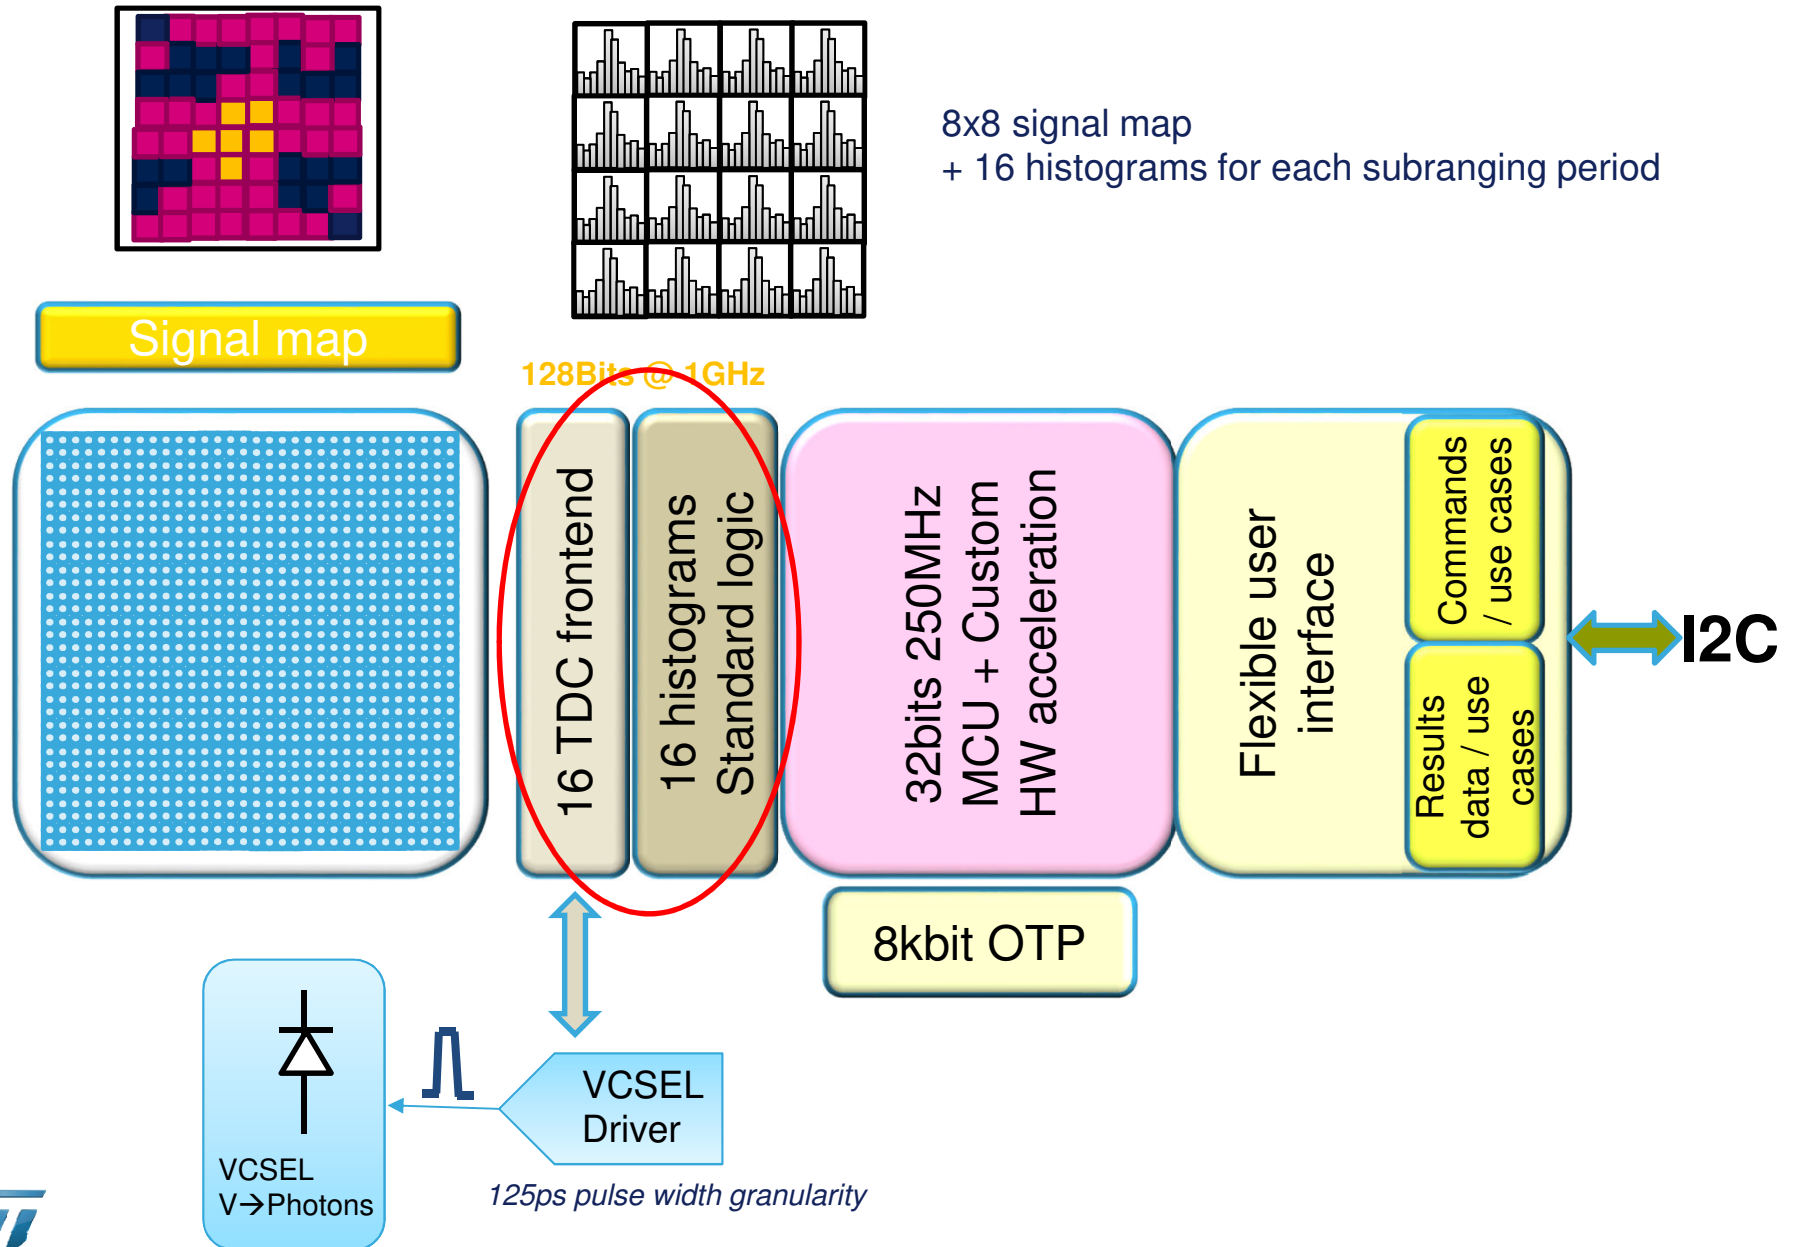 8x8 signal map
+ 16 histograms for each subranging period
Signal map
128Bits @ 1GHz
16 TDC frontend
16 histograms
Standard logic
32bits 250MHz
MCU + Custom
HW acceleration
Flexible user
interface
Commands
/ use cases
Results
data / use
cases
I2C
8kbit OTP
VCSEL
Driver
VCSEL
V→Photons
125ps pulse width granularity